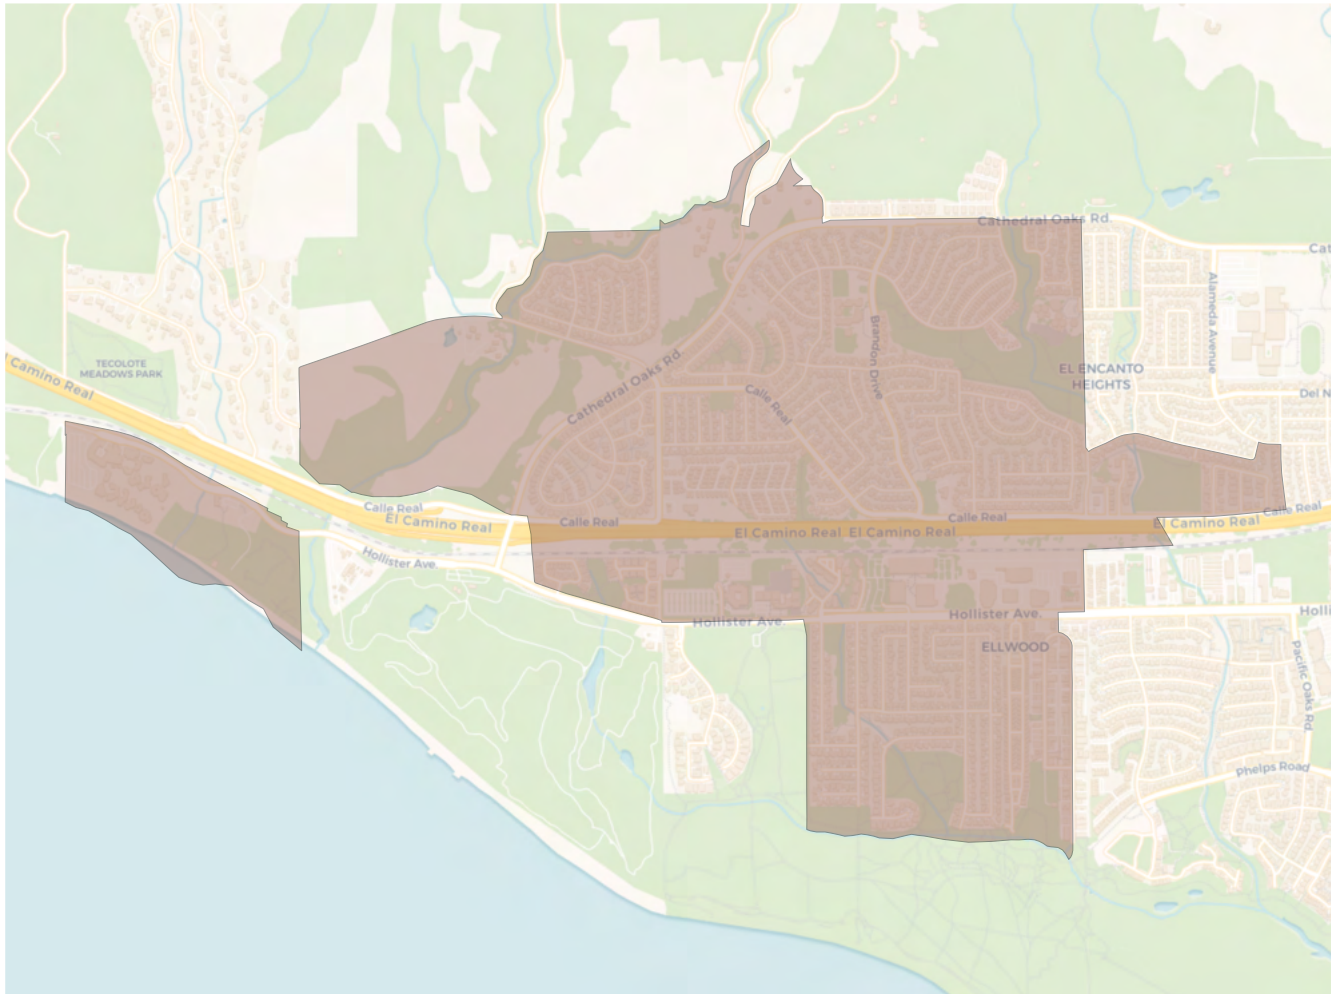 Cathedral Oaks Rd.
Cat
Alameda Avenue
Brandon Drive
TECOLOTE
MEADOWS PARK
Camino Real
EL ENCANTO
HEIGHTS
Cathedral Oaks Rd
Calle Real
Del N
Calle Real
El Camino Real
Calle Real
El Camino Real
El Camino Real
Calle Real
El Camino Real
Calle Real
Hollister Ave.
Hollister Ave.
Hollister Ave.
Holli
ELLWOOD
Pacific Oaks Rd.
Phelps Road